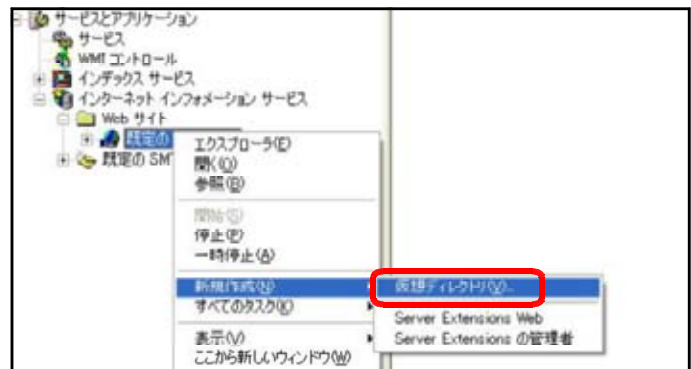 サービスとアプリケーション
サービス
WMI コントロール
インデックス サービス
インターネット インフォメーション サービス
Web サイト
既定の
既定の SM
エクスプローラ(E)
開く(O)
参照(B)
開始(S)
停止(P)
一時停止(A)
新規作成(N)
すべてのタスク(K)
表示(V)
ここから新しいウィンドウ(W)
仮想ディレクトリ(V)...
Server Extensions Web
Server Extensions の管理者